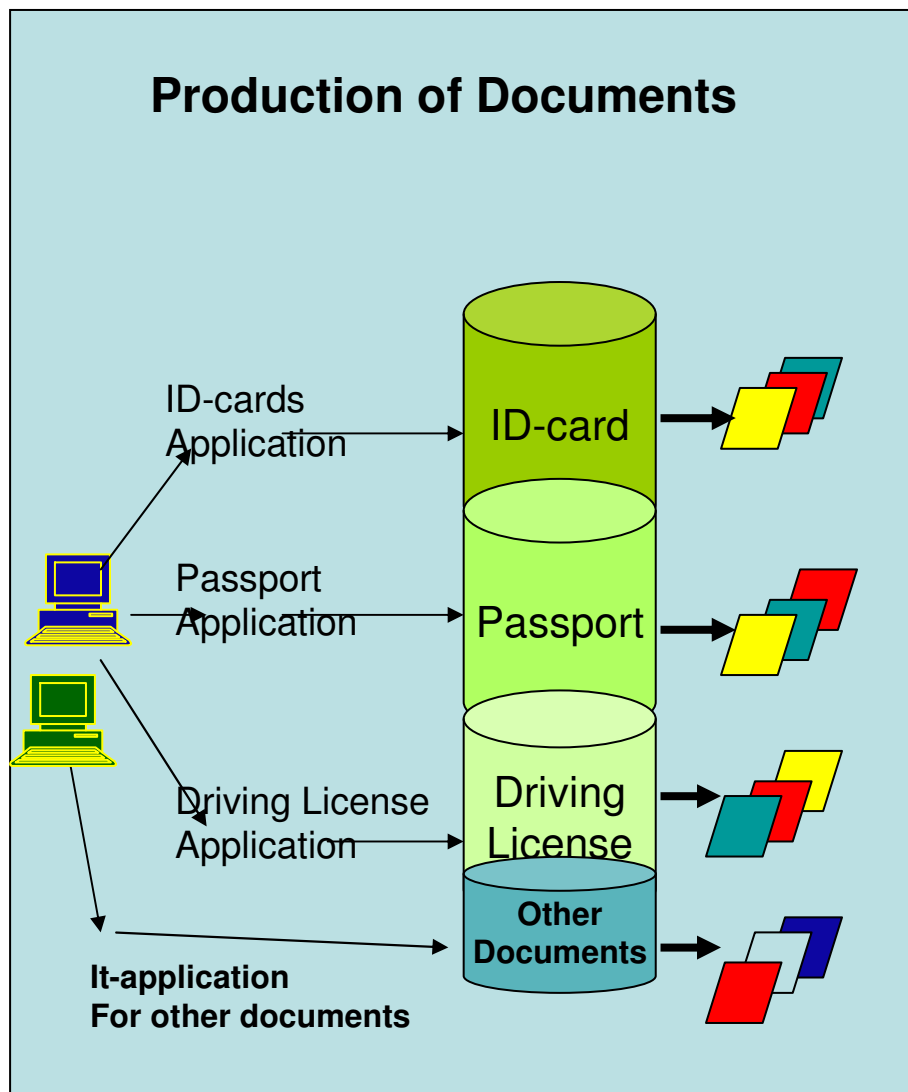 Production of Documents
ID-cards
Application
ID-card
Passport
Application
Passport
Driving License
Application
Driving
License
Other
Documents
It-application
For other documents